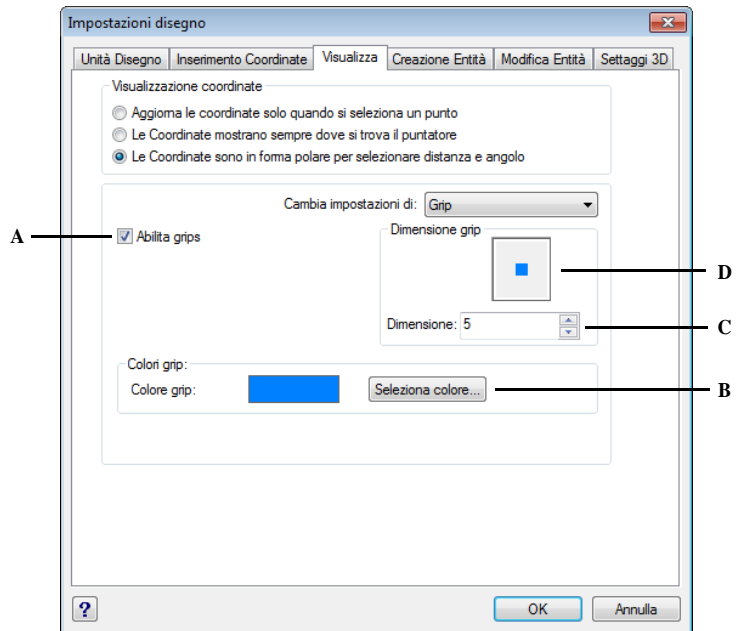 Impostazioni disegno
Unità Disegno Inserimento Coordinate Visualizza Creazione Entità Modifica Entità Settaggi 3D
Visualizzazione coordinate
Aggiorna le coordinate solo quando si seleziona un punto
Le Coordinate mostrano sempre dove si trova il puntatore
Le Coordinate sono in forma polare per selezionare distanza e angolo
Cambia impostazioni di: Grip
A Abilita grips
Dimensione grip
D
Dimensione: 5
C
Colori grip:
Colore grip: Seleziona colore... B
? OK Annulla